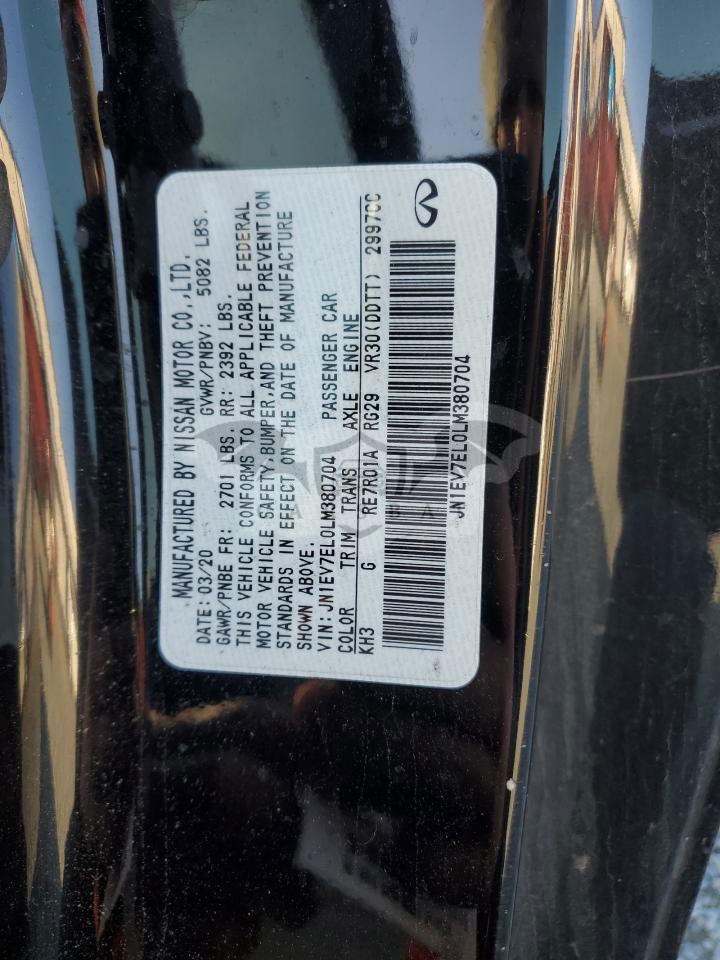 MANUFACTURED BY NISSAN MOTOR CO.,LTD.
DATE: 03/20 GVWR/PNBV: 5082 LBS.
GAWR/PNBE FR: 2701 LBS RR: 2392 LBS.
THIS VEHICLE CONFORMS TO ALL APPLICABLE FEDERAL
MOTOR VEHICLE SAFETY,BUMPER,AND THEFT PREVENTION
STANDARDS IN EFFECT ON THE DATE OF MANUFACTURE
SHOWN ABOVE.
VIN: JN1EV7EL0LM380704 PASSENGER CAR
COLOR TRIM TRANS AXLE ENGINE
KH3 G RE7R01A RG29 VR30(DDTT) 2997CC
JN1EV7EL0LM380704